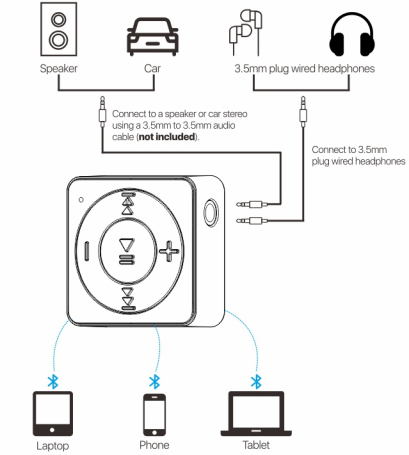 Speaker
Car
3.5mm plug wired headphones
Connect to a speaker or car stereo
using a 3.5mm to 3.5mm audio
cable (not included).
Connect to 3.5mm
plug wired headphones
Laptop
Phone
Tablet